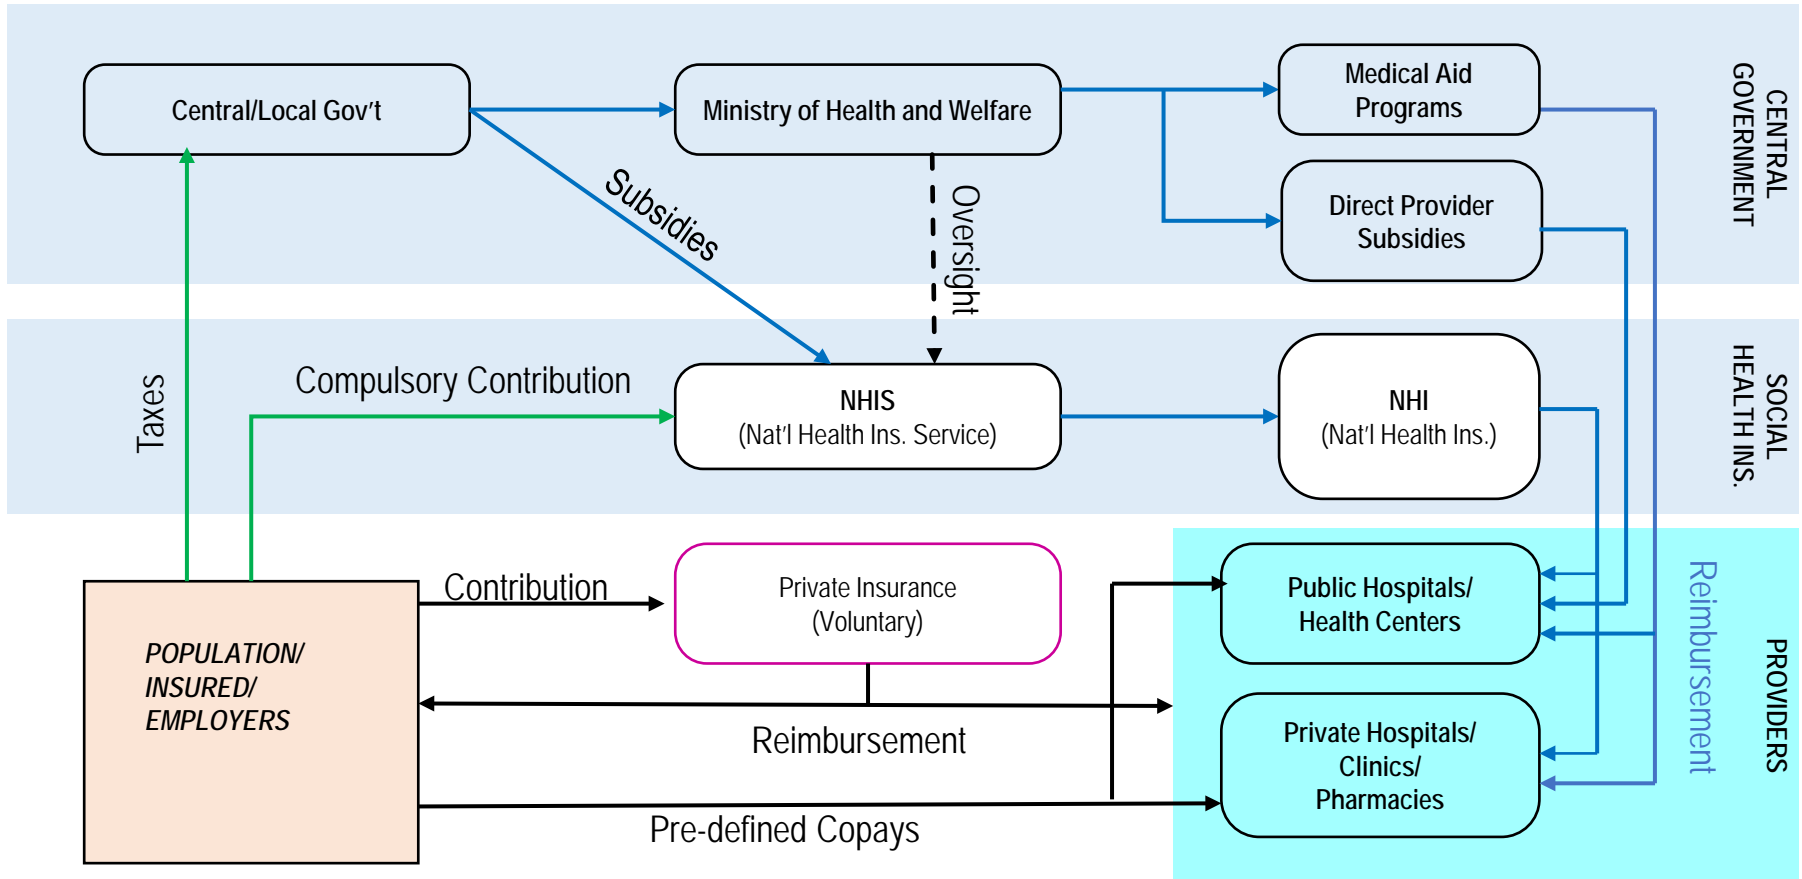 Central/Local Gov't
Ministry of Health and Welfare
Medical Aid
Programs
CENTRAL
GOVERNMENT
Subsidies
Oversight
Direct Provider
Subsidies
Taxes
Compulsory Contribution
NHIS
(Nat'l Health Ins. Service)
NHI
(Nat'l Health Ins.)
SOCIAL
HEALTH INS.
Contribution
Private Insurance
(Voluntary)
Public Hospitals/
Health Centers
Reimbursement
PROVIDERS
POPULATION/
INSURED/
EMPLOYERS
Reimbursement
Private Hospitals/
Clinics/
Pharmacies
Pre-defined Copays